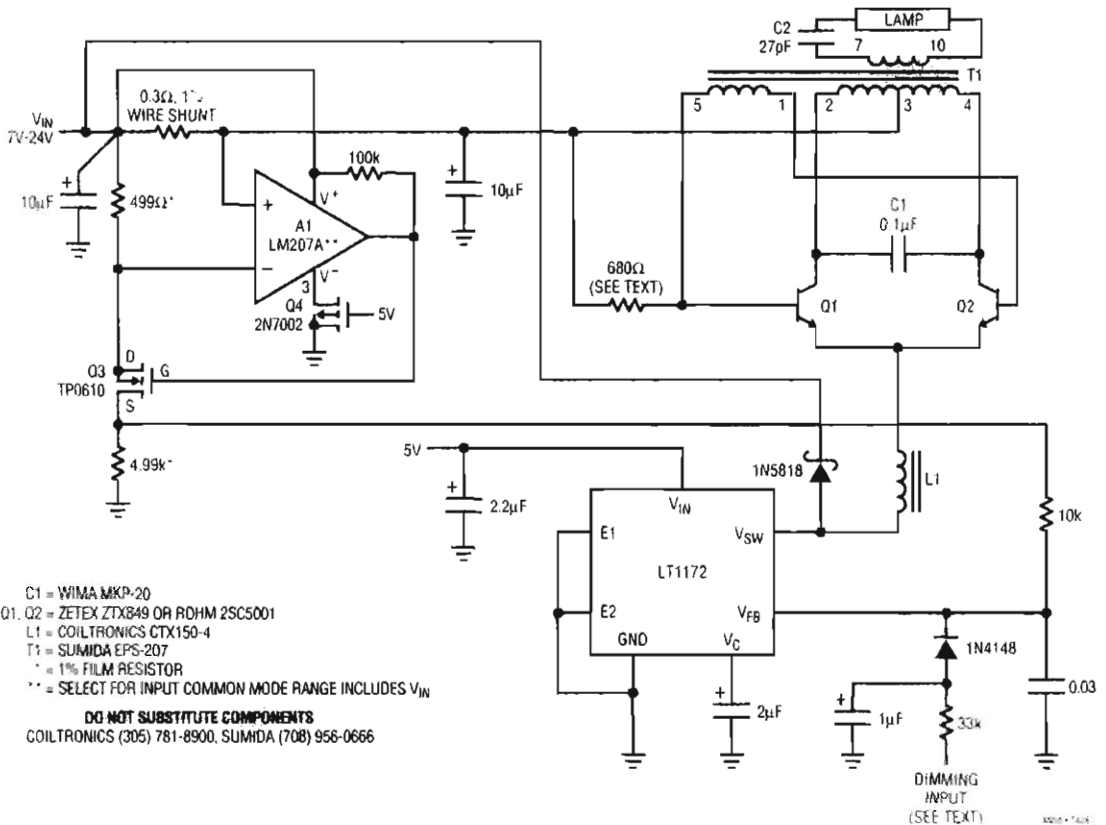 C2
27pF
LAMP
7
10
T1
5
1
2
3
4
0.3Ω,
WIRE SHUNT
VIN
7V-24V
100k
10µF
499Ω*
+
+
A1
LM207A**
V+
−
V−
3
Q4
2N7002
5V
+
10µF
C1
0.1µF
680Ω
(SEE TEXT)
Q1
Q2
D
Q3
TP0610
G
S
4.99k*
5V
+
2.2µF
1N5818
L1
10k
VIN
E1
VSW
LT1172
E2
VFB
GND
VC
1N4148
+
2µF
+
1µF
33k
0.03
DIMMING
INPUT
(SEE TEXT)
C1 = WIMA MKP-20
Q1, Q2 = ZETEX ZTX849 OR ROHM 2SC5001
L1 = COILTRONICS CTX150-4
T1 = SUMIDA EPS-207
* = 1% FILM RESISTOR
** = SELECT FOR INPUT COMMON MODE RANGE INCLUDES VIN
DO NOT SUBSTITUTE COMPONENTS
COILTRONICS (305) 781-8900, SUMIDA (708) 956-0666